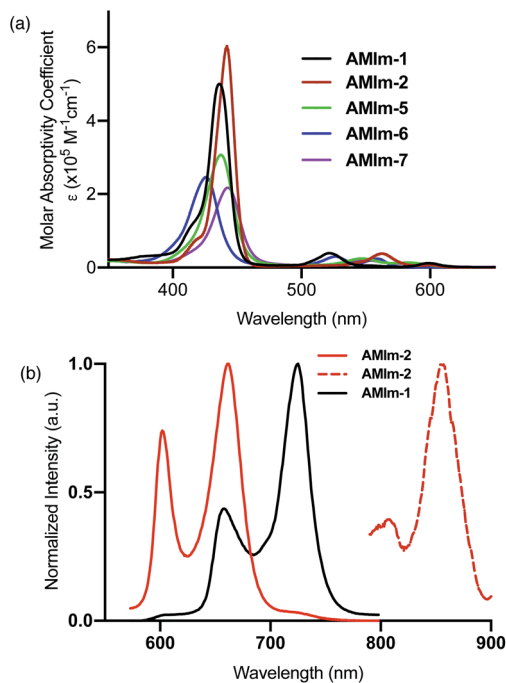 (a)
Molar Absorptivity Coefficient
ε (x10⁵ M⁻¹cm⁻¹)
6
4
2
0
AMIm-1
AMIm-2
AMIm-5
AMIm-6
AMIm-7
400
500
600
Wavelength (nm)
(b)
Normalized Intensity (a.u.)
1.0
0.5
0.0
AMIm-2
AMIm-2
AMIm-1
600
700
800
900
Wavelength (nm)